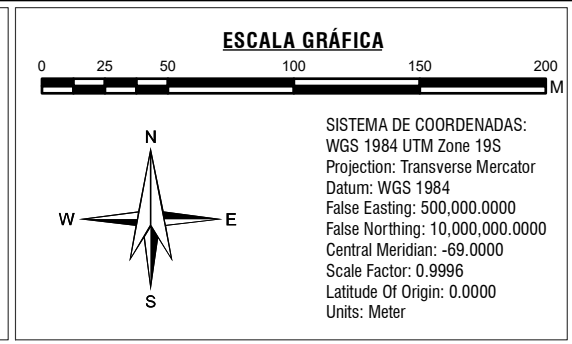 ESCALA GRÁFICA
0 25 50 100 150 200
M
N
W E
S
SISTEMA DE COORDENADAS:
WGS 1984 UTM Zone 19S
Projection: Transverse Mercator
Datum: WGS 1984
False Easting: 500,000.0000
False Northing: 10,000,000.0000
Central Meridian: -69.0000
Scale Factor: 0.9996
Latitude Of Origin: 0.0000
Units: Meter